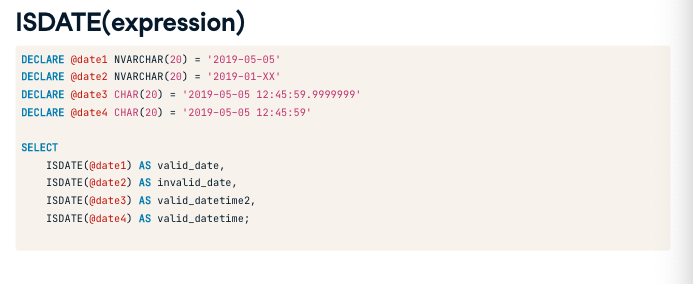 ISDATE(expression)
DECLARE @date1 NVARCHAR(20) = '2019-05-05'
DECLARE @date2 NVARCHAR(20) = '2019-01-XX'
DECLARE @date3 CHAR(20) = '2019-05-05 12:45:59.9999999'
DECLARE @date4 CHAR(20) = '2019-05-05 12:45:59'
SELECT
ISDATE(@date1) AS valid_date,
ISDATE(@date2) AS invalid_date,
ISDATE(@date3) AS valid_datetime2,
ISDATE(@date4) AS valid_datetime;